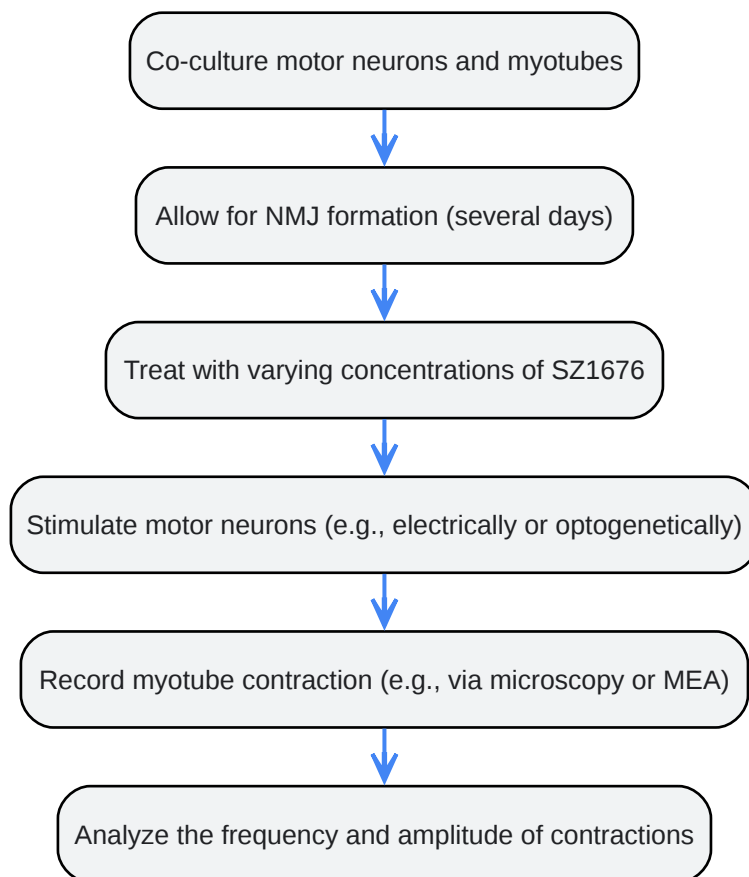 Co-culture motor neurons and myotubes
Allow for NMJ formation (several days)
Treat with varying concentrations of SZ1676
Stimulate motor neurons (e.g., electrically or optogenetically)
Record myotube contraction (e.g., via microscopy or MEA)
Analyze the frequency and amplitude of contractions